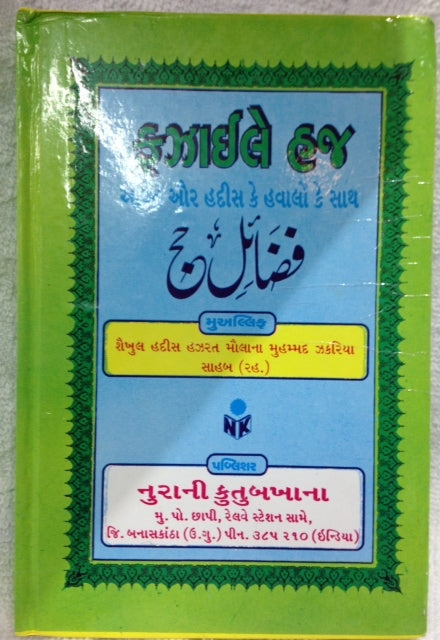 ફઝાઈલે હજ
ઔર હદીસ કે હવાલોં કે સાથ
فضائل حج
મુઅલ્લિફ
શૈખુલ હદીસ હઝરત મૌલાના મુહમ્મદ ઝકરિયા
સાહબ (રહ.)
NK
પબ્લિશર
નુરાની કુતુબખાના
મુ. પો. છાપી, રેલવે સ્ટેશન સામે,
જિ. બનાસકાંઠા (ઉ.ગુ.) પીન. ૩૮૫ ૨૧૦ (ઇન્ડિયા)